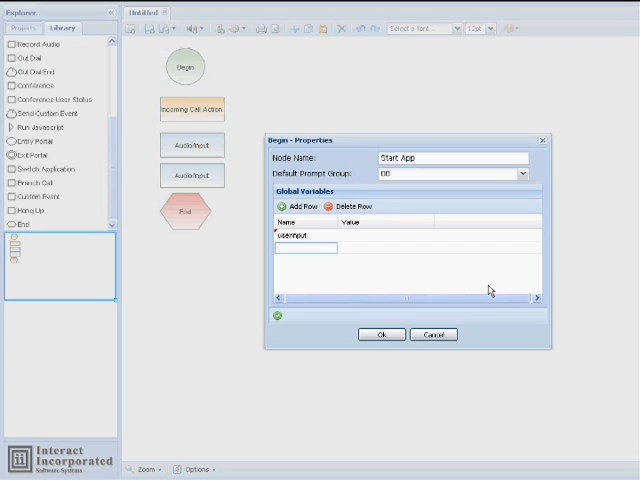 Explorer
Projects
Library
Untitled
Record Audio
Out Dial
Out Dial End
Conference
Conference User Status
Send Custom Event
Run Javascript
Entry Portal
Exit Portal
Switch Application
Branch Call
Custom Event
Hang Up
End
Select a font...
12pt
Begin
Incoming Call Action
Audio/Input
Audio/Input
End
Begin - Properties
Node Name: Start App
Default Prompt Group: 00
Global Variables
Add Row
Delete Row
Name Value
userinput
Ok
Cancel
Interact
Incorporated
Software Systems
Zoom
Options